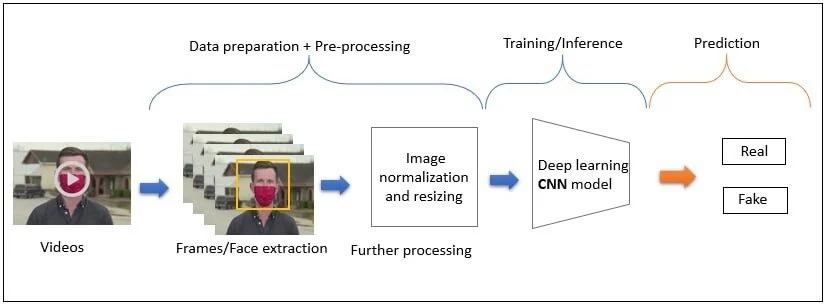 Data preparation + Pre-processing
Training/Inference
Prediction
Image
normalization
and resizing
Deep learning
CNN model
Real
Fake
Videos
Frames/Face extraction
Further processing